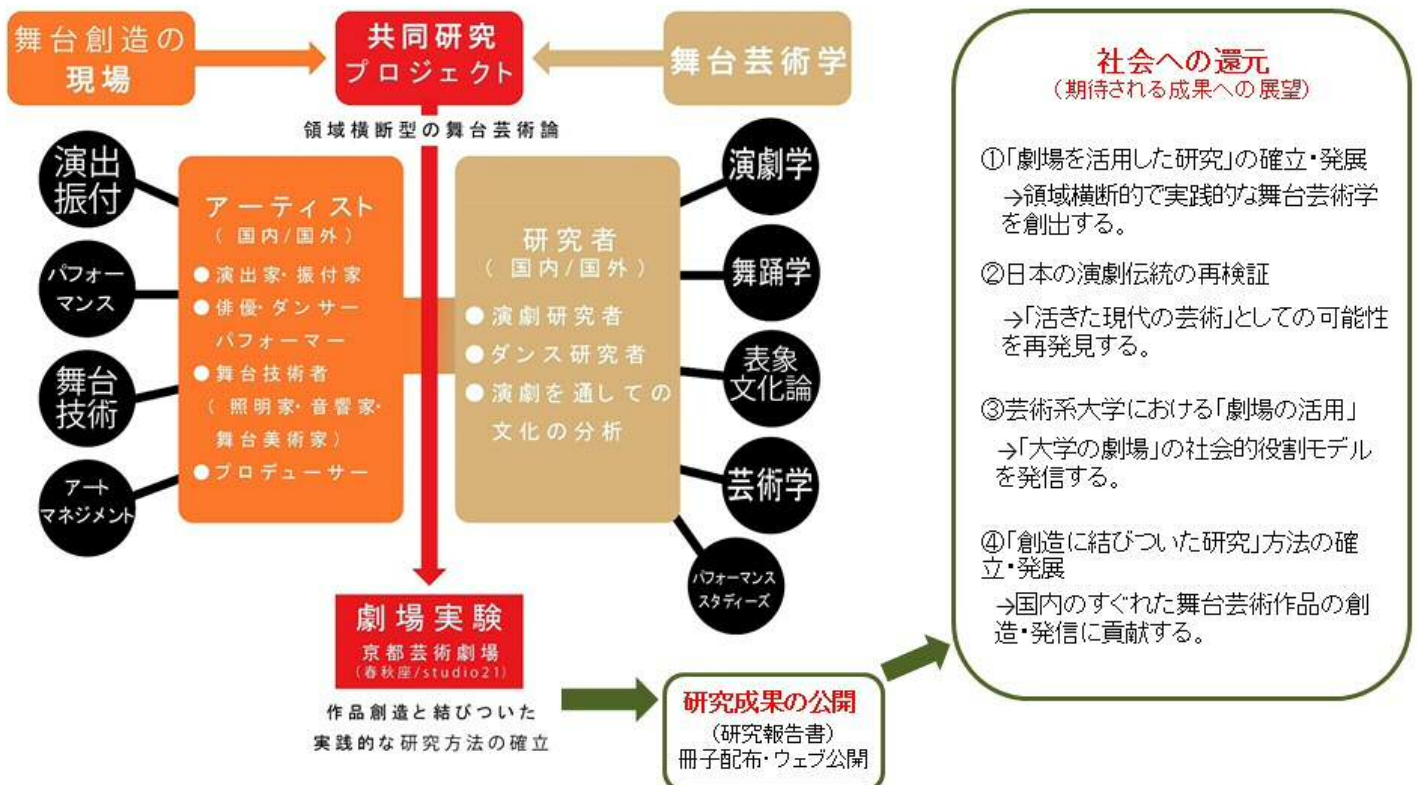 舞台創造の
現場
共同研究
プロジェクト
舞台芸術学
領域横断型の舞台芸術論
演出
振付
パフォー
マンス
舞台
技術
アート
マネジメント
アーティスト
（国内/国外）
●演出家・振付家
●俳優・ダンサー
パフォーマー
●舞台技術者
（照明家・音響家・
舞台美術家）
●プロデューサー
研究者
（国内/国外）
●演劇研究者
●ダンス研究者
●演劇を通しての
文化の分析
演劇学
舞踊学
表象
文化論
芸術学
パフォーマンス
スタディーズ
劇場実験
京都芸術劇場
（春秋座/studio21）
作品創造と結びついた
実践的な研究方法の確立
研究成果の公開
（研究報告書）
冊子配布・ウェブ公開
社会への還元
（期待される成果への展望）
①「劇場を活用した研究」の確立・発展
→領域横断的で実践的な舞台芸術学
を創出する。
②日本の演劇伝統の再検証
→「活きた現代の芸術」としての可能性
を再発見する。
③芸術系大学における「劇場の活用」
→「大学の劇場」の社会的役割モデル
を発信する。
④「創造に結びついた研究」方法の確
立・発展
→国内のすぐれた舞台芸術作品の創
造・発信に貢献する。